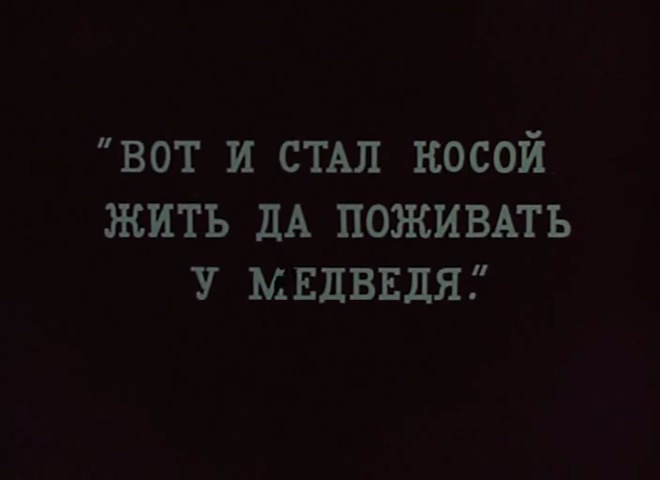 "ВОТ И СТАЛ КОСОЙ
ЖИТЬ ДА ПОЖИВАТЬ
У МЕДВЕДЯ."